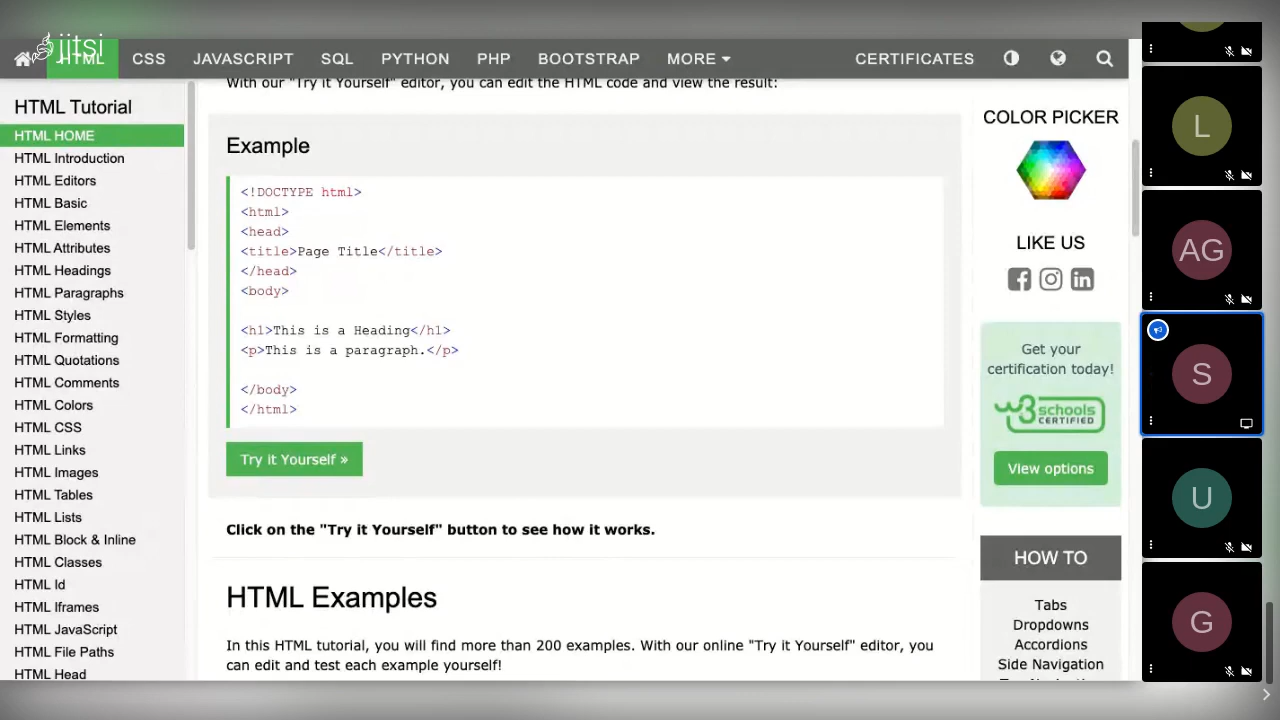 jitsi
HTML
CSS
JAVASCRIPT
SQL
PYTHON
PHP
BOOTSTRAP
MORE
CERTIFICATES
HTML Tutorial
HTML HOME
HTML Introduction
HTML Editors
HTML Basic
HTML Elements
HTML Attributes
HTML Headings
HTML Paragraphs
HTML Styles
HTML Formatting
HTML Quotations
HTML Comments
HTML Colors
HTML CSS
HTML Links
HTML Images
HTML Tables
HTML Lists
HTML Block & Inline
HTML Classes
HTML Id
HTML Iframes
HTML JavaScript
HTML File Paths
HTML Head
With our "Try it Yourself" editor, you can edit the HTML code and view the result:
Example
<!DOCTYPE html>
<html>
<head>
<title>Page Title</title>
</head>
<body>
<h1>This is a Heading</h1>
<p>This is a paragraph.</p>
</body>
</html>
Try it Yourself »
Click on the "Try it Yourself" button to see how it works.
HTML Examples
In this HTML tutorial, you will find more than 200 examples. With our online "Try it Yourself" editor, you
can edit and test each example yourself!
COLOR PICKER
LIKE US
Get your
certification today!
w3schools
CERTIFIED
View options
HOW TO
Tabs
Dropdowns
Accordions
Side Navigation
L
AG
S
U
G